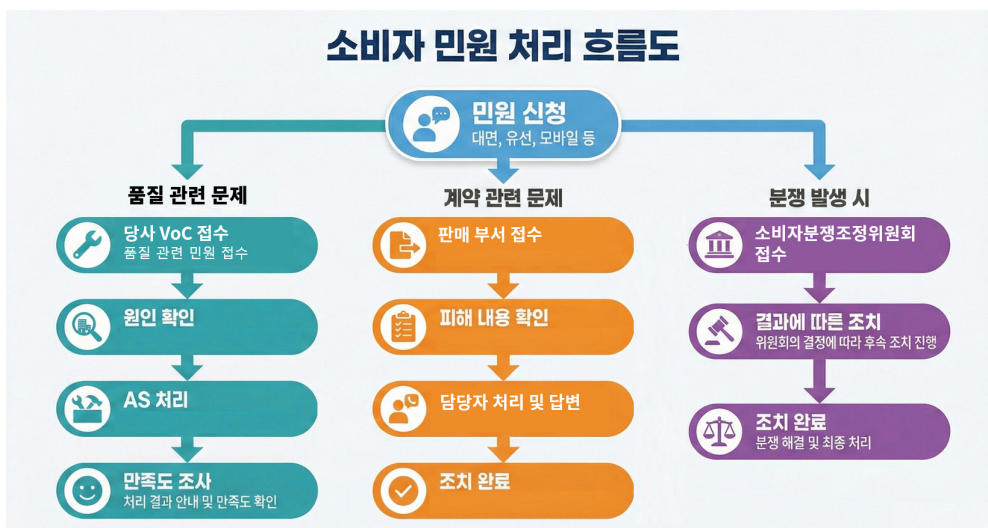 소비자 민원 처리 흐름도
민원 신청
대면, 유선, 모바일 등
품질 관련 문제
당사 VoC 접수
품질 관련 민원 접수
원인 확인
AS 처리
만족도 조사
처리 결과 안내 및 만족도 확인
계약 관련 문제
판매 부서 접수
피해 내용 확인
담당자 처리 및 답변
조치 완료
분쟁 발생 시
소비자분쟁조정위원회
접수
결과에 따른 조치
위원회의 결정에 따라 후속 조치 진행
조치 완료
분쟁 해결 및 최종 처리